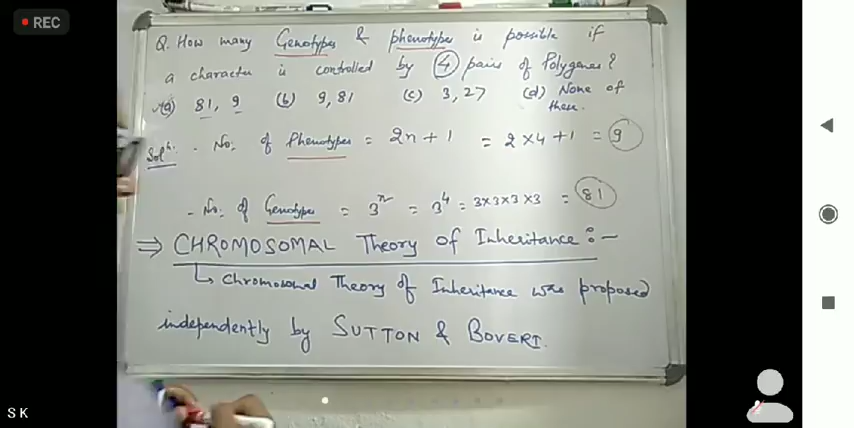 REC
Q. How many Genotypes & phenotypes is possible if
a character is controlled by 4 pairs of Polygenes?
(a) 81, 9 (b) 9, 81 (c) 3, 27 (d) None of
these.
Solⁿ: - No: of Phenotypes = 2n + 1 = 2 × 4 + 1 = 9
- No: of Genotypes = 3ⁿ = 3⁴ = 3×3×3×3 = 81
⇒ CHROMOSOMAL Theory of Inheritance :-
↳ Chromosomal Theory of Inheritance was proposed
independently by SUTTON & BOVERI.
S K